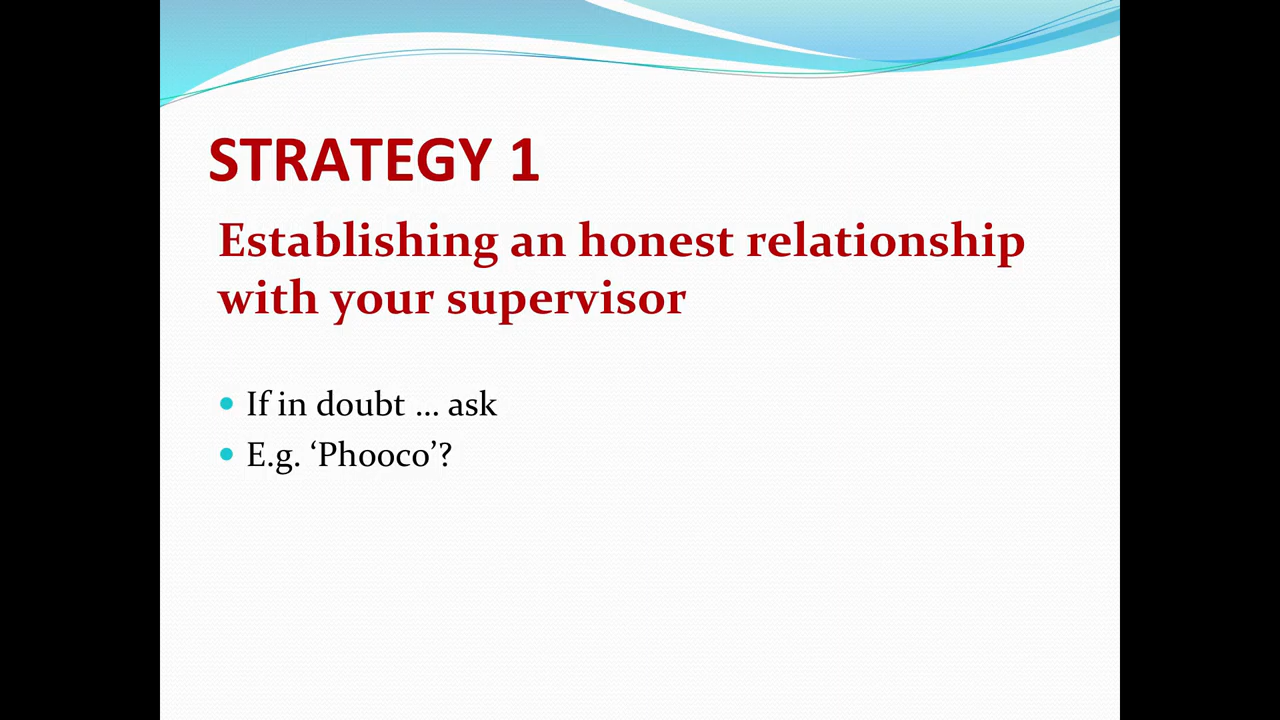 STRATEGY 1
Establishing an honest relationship
with your supervisor
• If in doubt … ask
• E.g. ‘Phooco’?